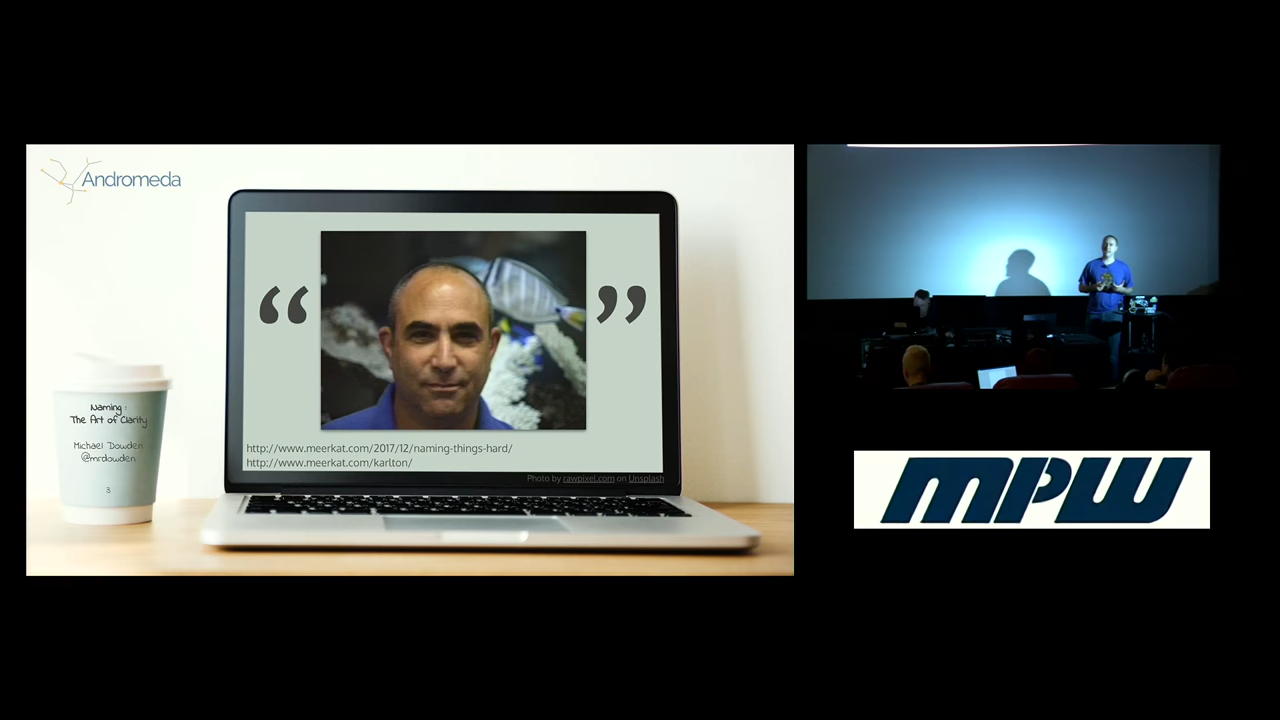 Andromeda
“ ”
http://www.meerkat.com/2017/12/naming-things-hard/
http://www.meerkat.com/karlton/
Photo by rawpixel.com on Unsplash
Naming:
The Art of Clarity
Michael Dowden
@mrdowden
3
MPW